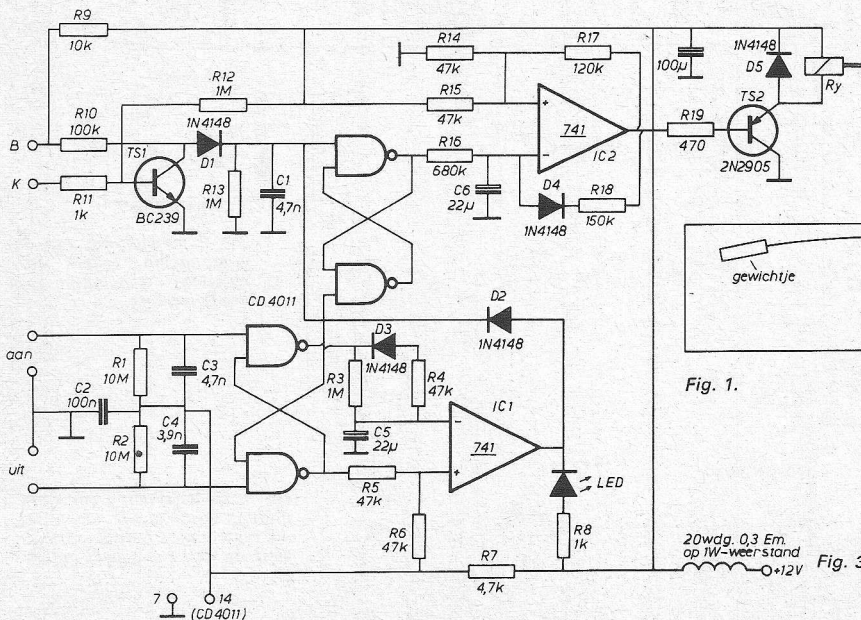 R9
10k
R10
100k
B
K
R11
1k
R12
1M
TS1
BC239
1N4148
D1
R13
1M
C1
4,7n
R14
47k
R15
47k
R16
680k
C6
22µ
R17
120k
741
IC2
D4
1N4148
R18
150k
R19
470
100µ
1N4148
D5
Ry
TS2
2N2905
gewichtje
Fig. 1.
CD 4011
D2
1N4148
aan
uit
R1
10M
R2
10M
C2
100n
C3
4,7n
C4
3,9n
D3
1N4148
R3
1M
R4
47k
C5
22µ
IC1
741
R5
47k
R6
47k
R7
4,7k
LED
R8
1k
7
14
(CD4011)
20wdg. 0,3 Em.
op 1W-weerstand
+12V
Fig. 3